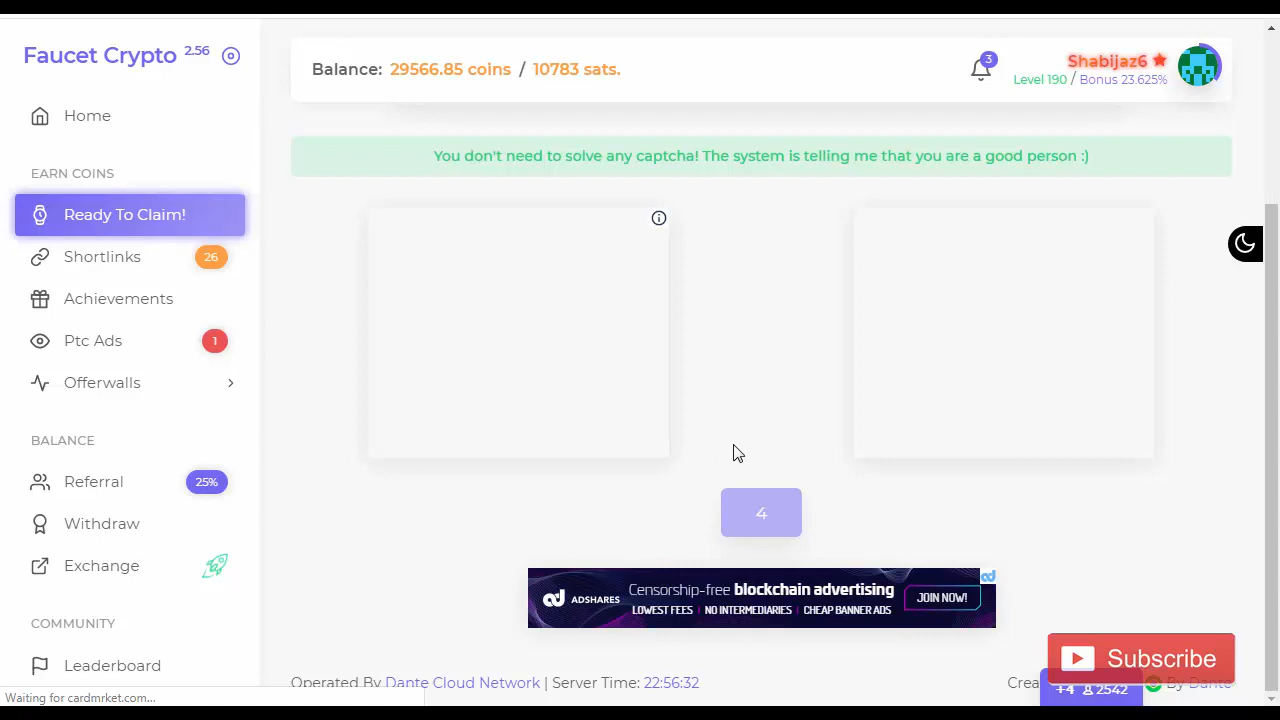 Faucet Crypto 2.56
Home
EARN COINS
Ready To Claim!
Shortlinks 26
Achievements
Ptc Ads 1
Offerwalls
BALANCE
Referral 25%
Withdraw
Exchange
COMMUNITY
Leaderboard
Waiting for cardmrket.com...
Balance: 29566.85 coins / 10783 sats.
3
Shabijaz6
Level 190 / Bonus 23.625%
You don't need to solve any captcha! The system is telling me that you are a good person :)
4
ad ADSHARES
Censorship-free blockchain advertising
LOWEST FEES | NO INTERMEDIARIES | CHEAP BANNER ADS
JOIN NOW!
ad
Subscribe
Operated By Dante Cloud Network | Server Time: 22:56:32
By Dante
+4 2542